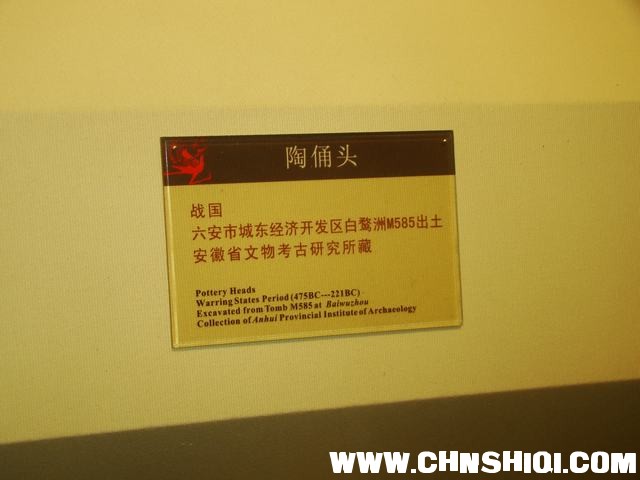 陶俑头
战国
六安市城东经济开发区白鹜洲M585出土
安徽省文物考古研究所藏
Pottery Heads
Warring States Period (475BC---221BC)
Excavated from Tomb M585 at Baiwuzhou
Collection of Anhui Provincial Institute of Archaeology
WWW.CHNSHIQI.COM